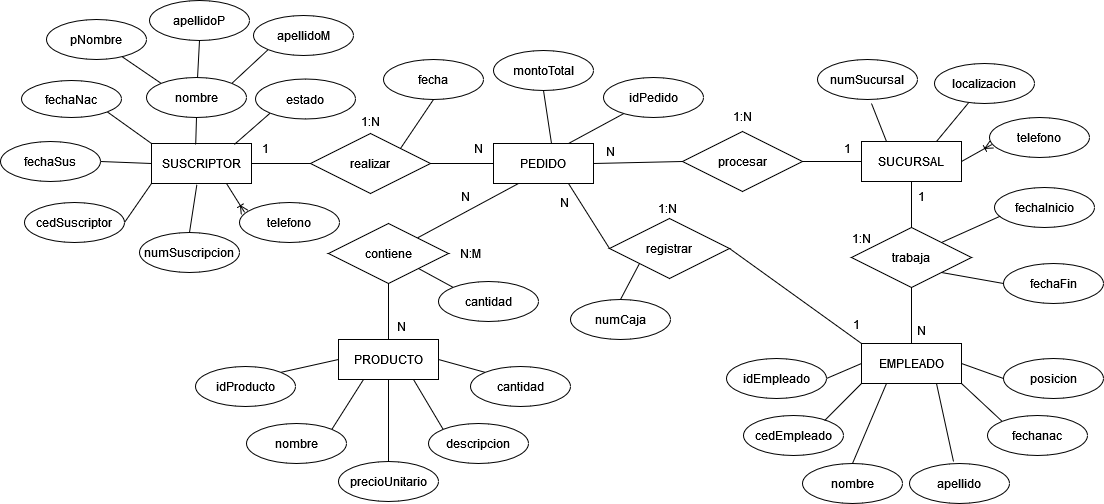 apellidoP
pNombre
apellidoM
fecha
montoTotal
numSucursal
localizacion
fechaNac
nombre
estado
idPedido
1:N
1:N
telefono
SUSCRIPTOR
1
realizar
N
PEDIDO
N
procesar
1
SUCURSAL
fechaSus
N
N
1
cedSuscriptor
telefono
1:N
fechaInicio
numSuscripcion
contiene
N:M
registrar
1:N
trabaja
cantidad
fechaFin
numCaja
N
1
N
PRODUCTO
EMPLEADO
idProducto
cantidad
idEmpleado
posicion
nombre
descripcion
cedEmpleado
fechanac
precioUnitario
nombre
apellido